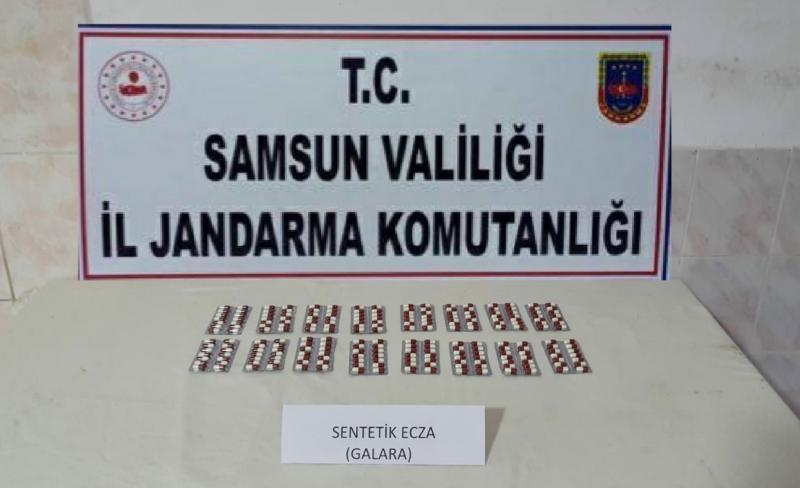 T.C.
SAMSUN VALİLİĞİ
İL JANDARMA KOMUTANLIĞI
SENTETİK ECZA
(GALARA)